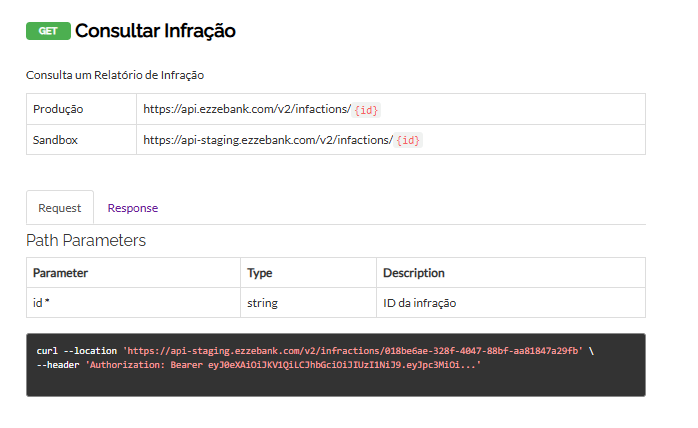 GET Consultar Infração
Consulta um Relatório de Infração
Produção https://api.ezzebank.com/v2/infactions/{id}
Sandbox https://api-staging.ezzebank.com/v2/infactions/{id}
Request Response
Path Parameters
Parameter Type Description
id * string ID da infração
curl --location 'https://api-staging.ezzebank.com/v2/infractions/018be6ae-328f-4047-88bf-aa81847a29fb' \
--header 'Authorization: Bearer eyJ0eXAiOiJKV1QiLCJhbGciOiJIUzI1NiJ9.eyJpc3MiOi...'